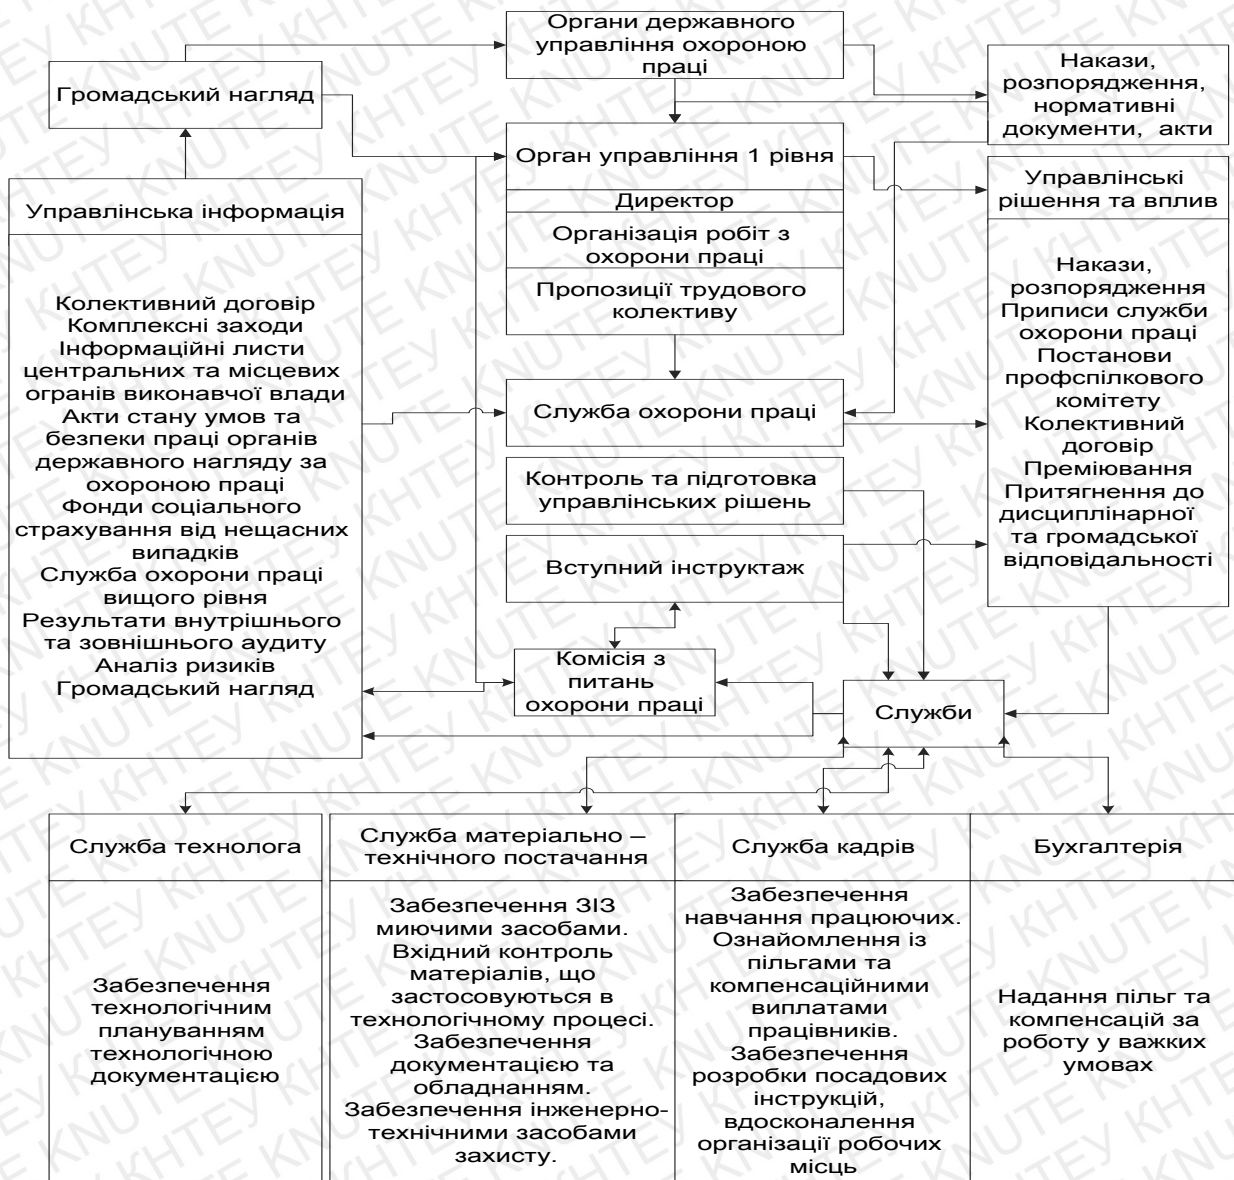 Органи державного
управління охороною
праці
Громадський нагляд
Накази,
розпорядження,
нормативні
документи, акти
Орган управління 1 рівня
Директор
Організація робіт з
охорони праці
Пропозиції трудового
колективу
Управлінські
рішення та вплив
Накази,
розпорядження
Приписи служби
охорони праці
Постанови
профспілкового
комітету
Колективний
договір
Преміювання
Притягнення до
дисциплінарної
та громадської
відповідальності
Управлінська інформація
Колективний договір
Комплексні заходи
Інформаційні листи
центральних та місцевих
огранів виконавчої влади
Акти стану умов та
безпеки праці органів
державного нагляду за
охороною праці
Фонди соціального
страхування від нещасних
випадків
Служба охорони праці
вищого рівня
Результати внутрішнього
та зовнішнього аудиту
Аналіз ризиків
Громадський нагляд
Служба охорони праці
Контроль та підготовка
управлінських рішень
Вступний інструктаж
Комісія з
питань
охорони праці
Служби
Служба технолога
Забезпечення
технологічним
плануванням
технологічною
документацією
Служба матеріально –
технічного постачання
Забезпечення ЗІЗ
миючими засобами.
Вхідний контроль
матеріалів, що
застосовуються в
технологічному процесі.
Забезпечення
документацією та
обладнанням.
Забезпечення інженерно-
технічними засобами
захисту.
Служба кадрів
Забезпечення
навчання працюючих.
Ознайомлення із
пільгами та
компенсаційними
виплатами
працівників.
Забезпечення
розробки посадових
інструкцій,
вдосконалення
організації робочих
місць
Бухгалтерія
Надання пільг та
компенсацій за
роботу у важких
умовах